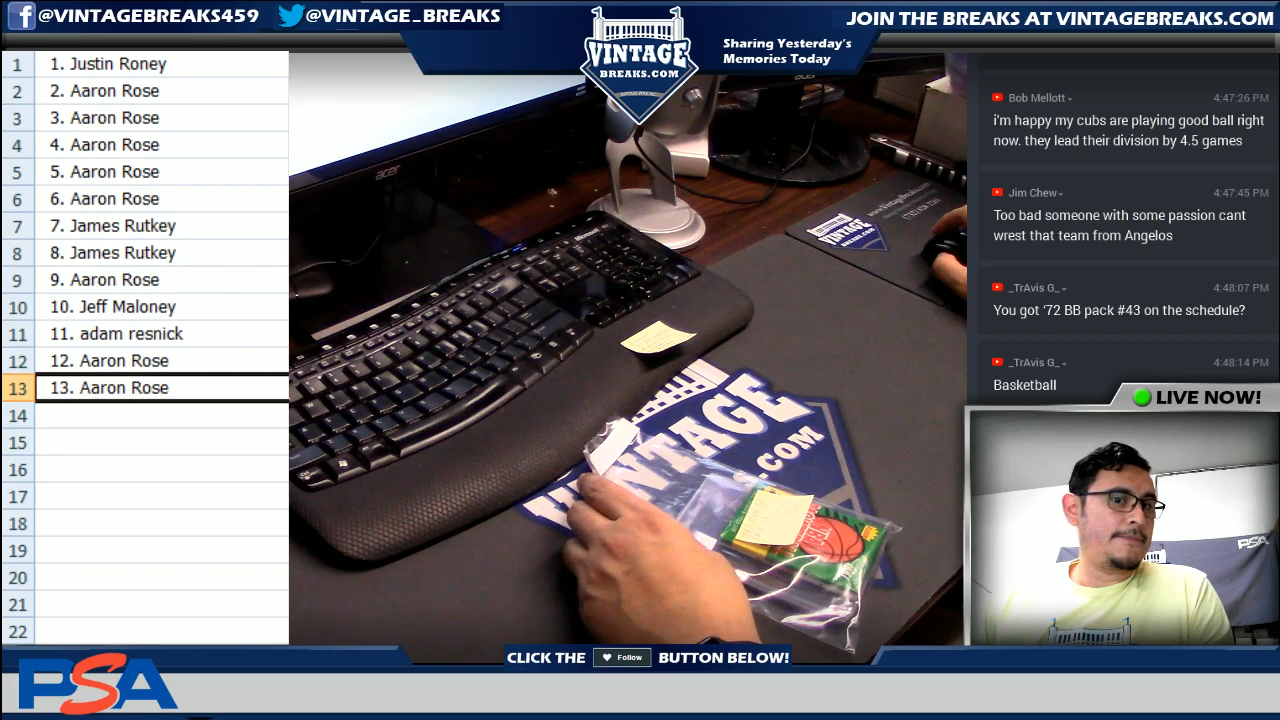 @VINTAGEBREAKS459
@VINTAGE_BREAKS
VINTAGE
BREAKS.COM
Sharing Yesterday's
Memories Today
JOIN THE BREAKS AT VINTAGEBREAKS.COM
1 1. Justin Roney
2 2. Aaron Rose
3 3. Aaron Rose
4 4. Aaron Rose
5 5. Aaron Rose
6 6. Aaron Rose
7 7. James Rutkey
8 8. James Rutkey
9 9. Aaron Rose
10 10. Jeff Maloney
11 11. adam resnick
12 12. Aaron Rose
13 13. Aaron Rose
14
15
16
17
18
19
20
21
22
acer
VINTAGE
BREAKS.COM
VINTAGE
.COM
Bob Mellott 4:47:26 PM
i'm happy my cubs are playing good ball right
now. they lead their division by 4.5 games
Jim Chew 4:47:45 PM
Too bad someone with some passion cant
wrest that team from Angelos
_TrAvis G_ 4:48:07 PM
You got '72 BB pack #43 on the schedule?
_TrAvis G_ 4:48:14 PM
Basketball
LIVE NOW!
PSA
CLICK THE Follow BUTTON BELOW!
PSA